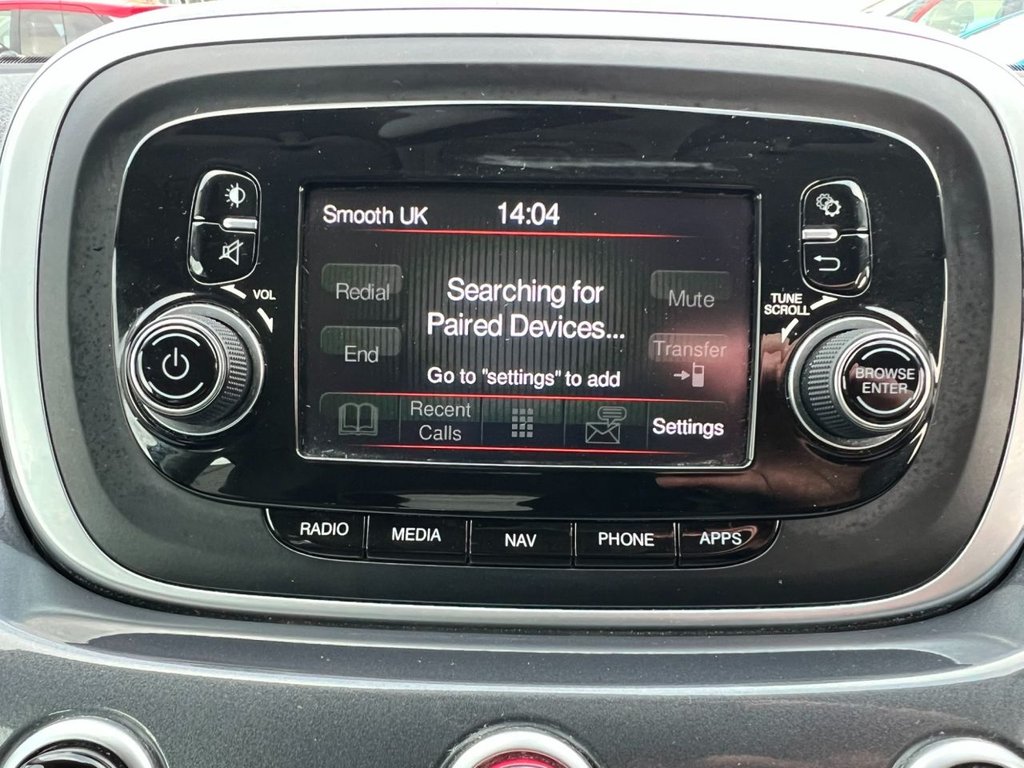 Smooth UK 14:04
Redial
Searching for
Paired Devices...
Mute
End
Transfer
Go to "settings" to add
Recent
Calls
Settings
VOL
TUNE
SCROLL
BROWSE
ENTER
RADIO MEDIA NAV PHONE APPS